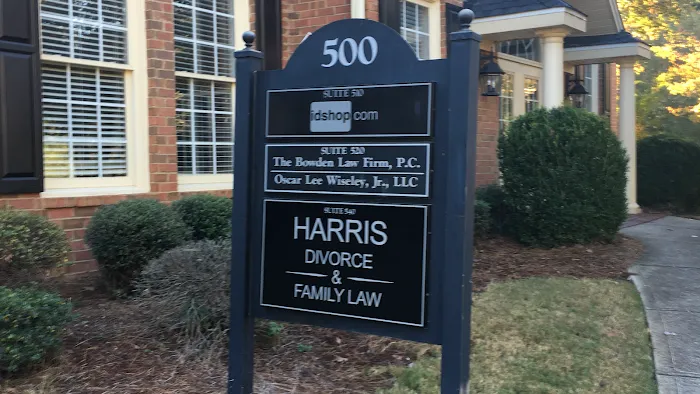 500
SUITE 510
idshop.com
SUITE 520
The Bowden Law Firm, P.C.
Oscar Lee Wiseley, Jr., LLC
SUITE 540
HARRIS
DIVORCE
&
FAMILY LAW